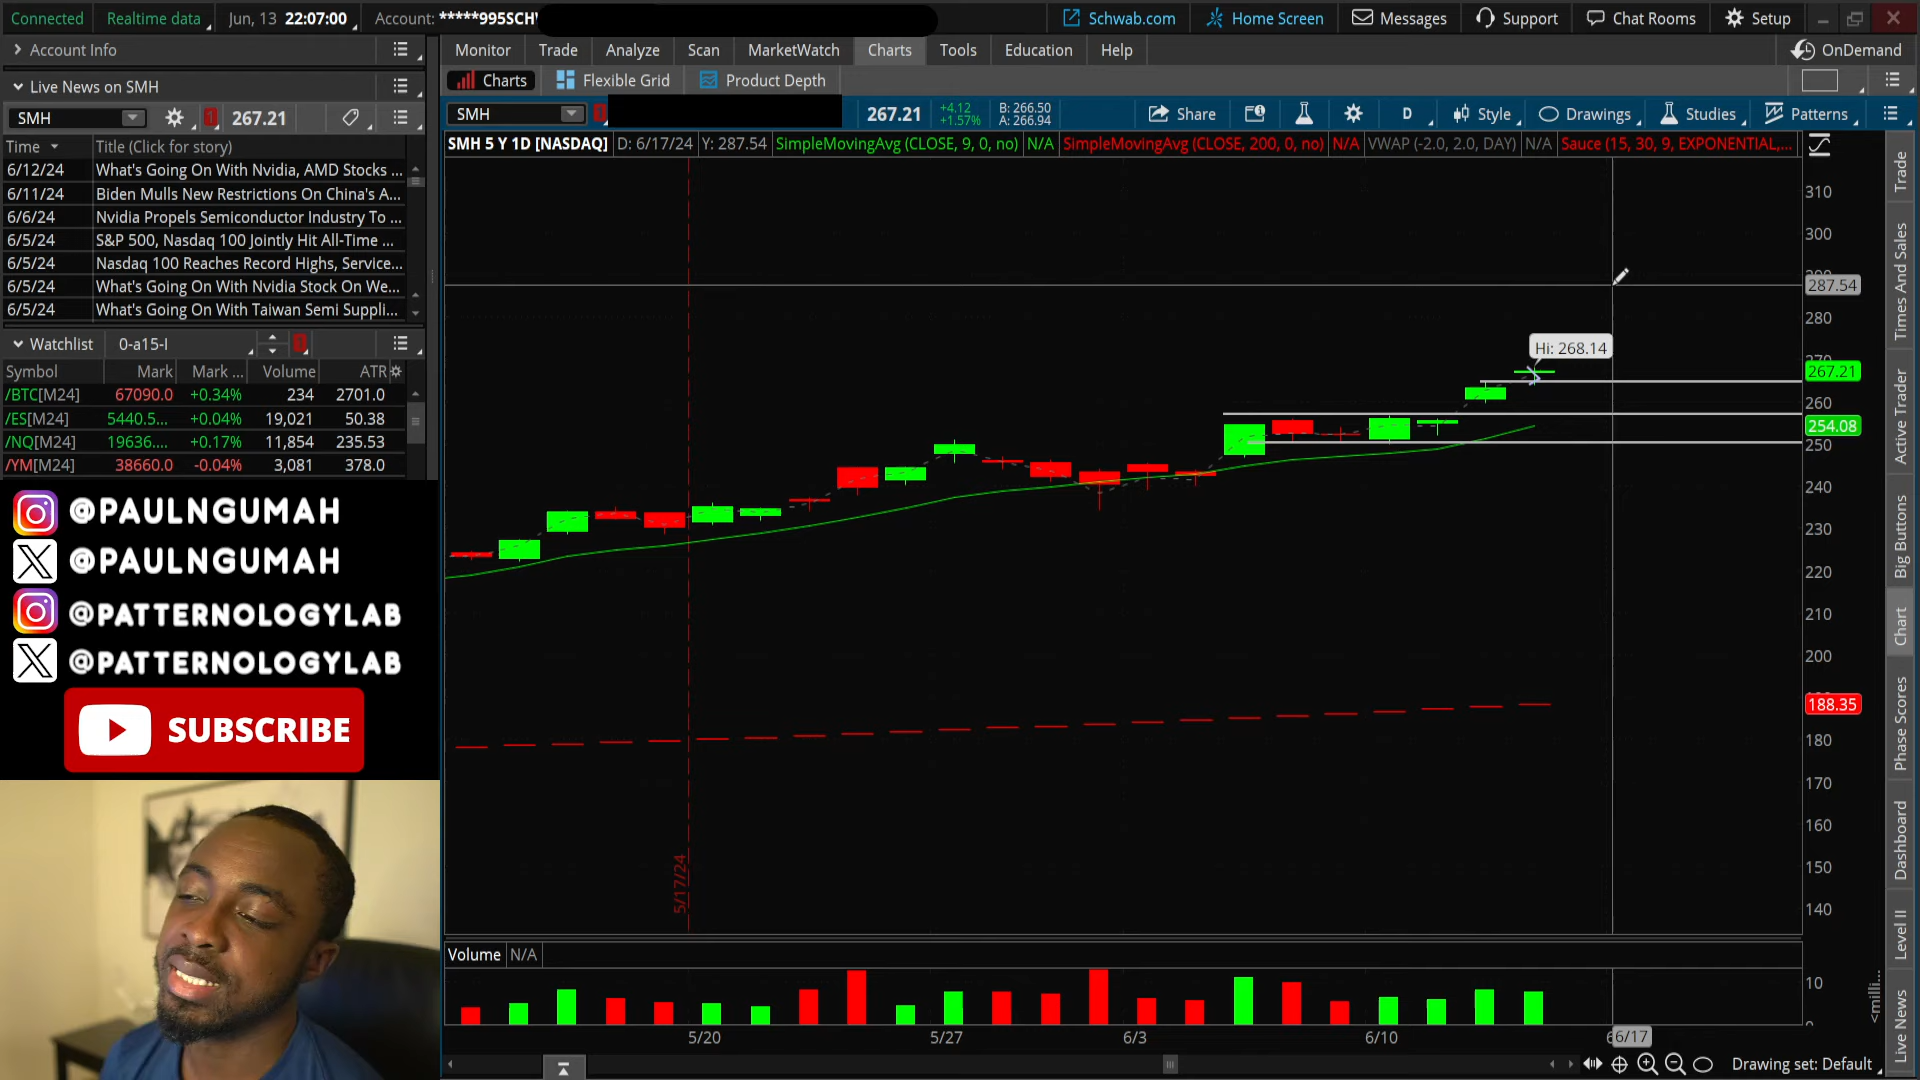 Connected
Realtime data
Jun, 13 22:07:00
Account: *****995SCHW
Schwab.com
Home Screen
Messages
Support
Chat Rooms
Setup
Account Info
Monitor
Trade
Analyze
Scan
MarketWatch
Charts
Tools
Education
Help
OnDemand
Live News on SMH
Charts
Flexible Grid
Product Depth
SMH
267.21
SMH
267.21
+4.12
+1.57%
B: 266.50
A: 266.94
Share
D
Style
Drawings
Studies
Patterns
SMH 5 Y 1D [NASDAQ]
D: 6/17/24
Y: 287.54
SimpleMovingAvg (CLOSE, 9, 0, no)
N/A
SimpleMovingAvg (CLOSE, 200, 0, no)
N/A
VWAP (-2.0, 2.0, DAY)
N/A
Sauce (15, 30, 9, EXPONENTIAL,...
Time
Title (Click for story)
6/12/24 What's Going On With Nvidia, AMD Stocks ...
6/11/24 Biden Mulls New Restrictions On China's A...
6/6/24 Nvidia Propels Semiconductor Industry To ...
6/5/24 S&P 500, Nasdaq 100 Jointly Hit All-Time ...
6/5/24 Nasdaq 100 Reaches Record Highs, Service...
6/5/24 What's Going On With Nvidia Stock On We...
6/5/24 What's Going On With Taiwan Semi Suppli...
Watchlist
0-a15-I
Symbol Mark Mark ... Volume ATR
/BTC[M24] 67090.0 +0.34% 234 2701.0
/ES[M24] 5440.5... +0.04% 19,021 50.38
/NQ[M24] 19636.... +0.17% 11,854 235.53
/YM[M24] 38660.0 -0.04% 3,081 378.0
@PAULNGUMAH
@PAULNGUMAH
@PATTERNOLOGYLAB
@PATTERNOLOGYLAB
SUBSCRIBE
Hi: 268.14
5/17/24
310
300
287.54
280
267.21
260
254.08
250
240
230
220
210
200
188.35
180
170
160
150
140
Volume
N/A
10
5/20
5/27
6/3
6/10
6/17
Drawing set: Default
Trade
Times And Sales
Active Trader
Big Buttons
Chart
Phase Scores
Dashboard
Level II
Live News